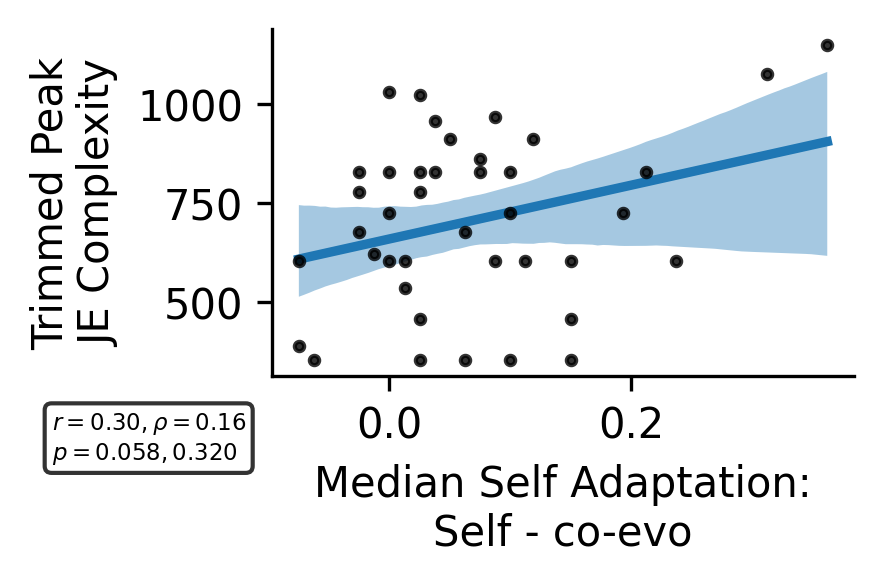 Trimmed Peak
JE Complexity
1000
750
500
0.0
0.2
r = 0.30, ρ = 0.16
p = 0.058, 0.320
Median Self Adaptation:
Self - co-evo